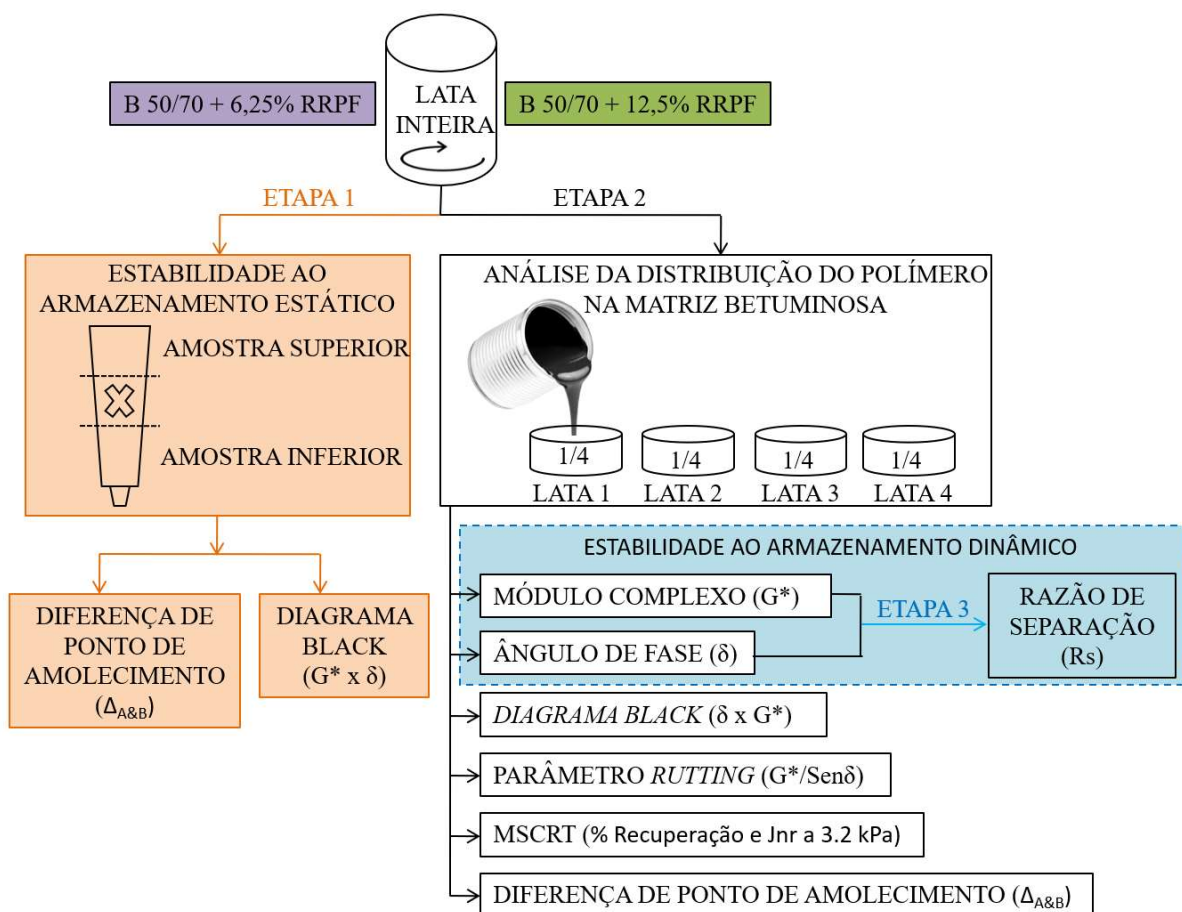 B 50/70 + 6,25% RRPF
LATA
INTEIRA
B 50/70 + 12,5% RRPF
ETAPA 1
ETAPA 2
ESTABILIDADE AO
ARMAZENAMENTO ESTÁTICO
AMOSTRA SUPERIOR
AMOSTRA INFERIOR
ANÁLISE DA DISTRIBUIÇÃO DO POLÍMERO
NA MATRIZ BETUMINOSA
1/4
1/4
1/4
1/4
LATA 1
LATA 2
LATA 3
LATA 4
DIFERENÇA DE
PONTO DE
AMOLECIMENTO
(ΔA&B)
DIAGRAMA
BLACK
(G* x δ)
ESTABILIDADE AO ARMAZENAMENTO DINÂMICO
MÓDULO COMPLEXO (G*)
ÂNGULO DE FASE (δ)
ETAPA 3
RAZÃO DE
SEPARAÇÃO
(Rs)
DIAGRAMA BLACK (δ x G*)
PARÂMETRO RUTTING (G*/Senδ)
MSCRT (% Recuperação e Jnr a 3.2 kPa)
DIFERENÇA DE PONTO DE AMOLECIMENTO (ΔA&B)